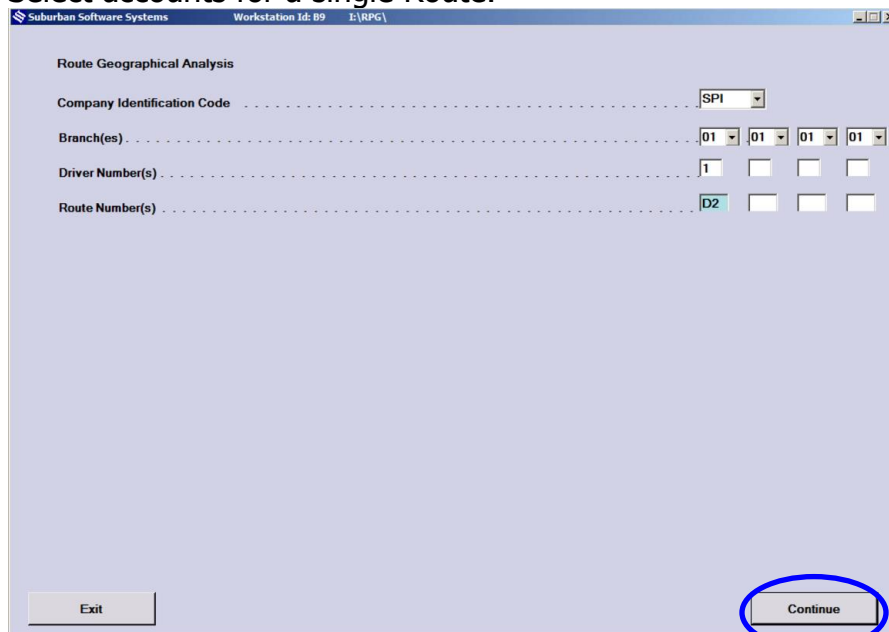 Select accounts for a single Route.
Suburban Software Systems Workstation Id: B9 I:\RPG\
Route Geographical Analysis
Company Identification Code . . . . . . . . . . . . . . . . . . . . . . . . . . . . . . . . . . . . . . . . . . . . . . . . SPI
Branch(es) . . . . . . . . . . . . . . . . . . . . . . . . . . . . . . . . . . . . . . . . . . . . . . . . . . . . . . . . . . . . 01 01 01 01
Driver Number(s) . . . . . . . . . . . . . . . . . . . . . . . . . . . . . . . . . . . . . . . . . . . . . . . . . . . . . . . . 1
Route Number(s) . . . . . . . . . . . . . . . . . . . . . . . . . . . . . . . . . . . . . . . . . . . . . . . . . . . . . . . . D2
Exit Continue